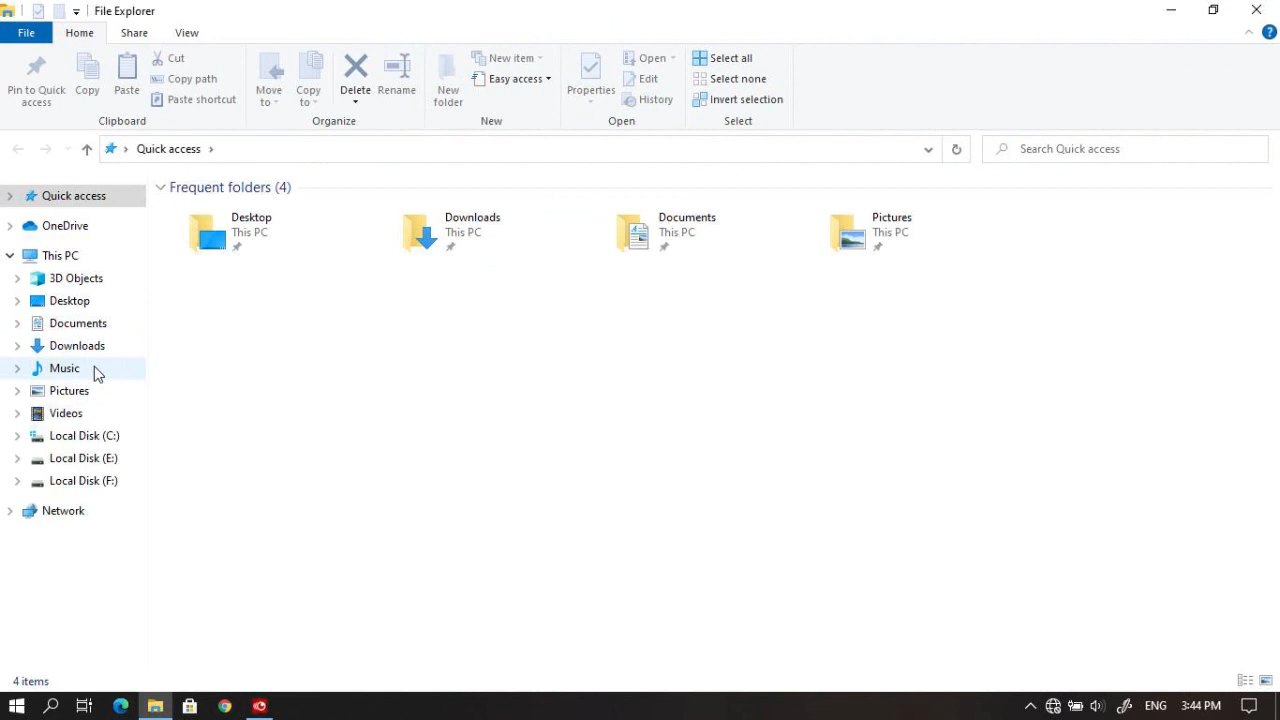 File Explorer
File Home Share View
Pin to Quick access
Copy
Paste
Cut
Copy path
Paste shortcut
Clipboard
Move to
Copy to
Delete
Rename
Organize
New folder
New item
Easy access
New
Properties
Open
Edit
History
Open
Select all
Select none
Invert selection
Select
Quick access
Search Quick access
Quick access
OneDrive
This PC
3D Objects
Desktop
Documents
Downloads
Music
Pictures
Videos
Local Disk (C:)
Local Disk (E:)
Local Disk (F:)
Network
Frequent folders (4)
Desktop
This PC
Downloads
This PC
Documents
This PC
Pictures
This PC
4 items
ENG 3:44 PM